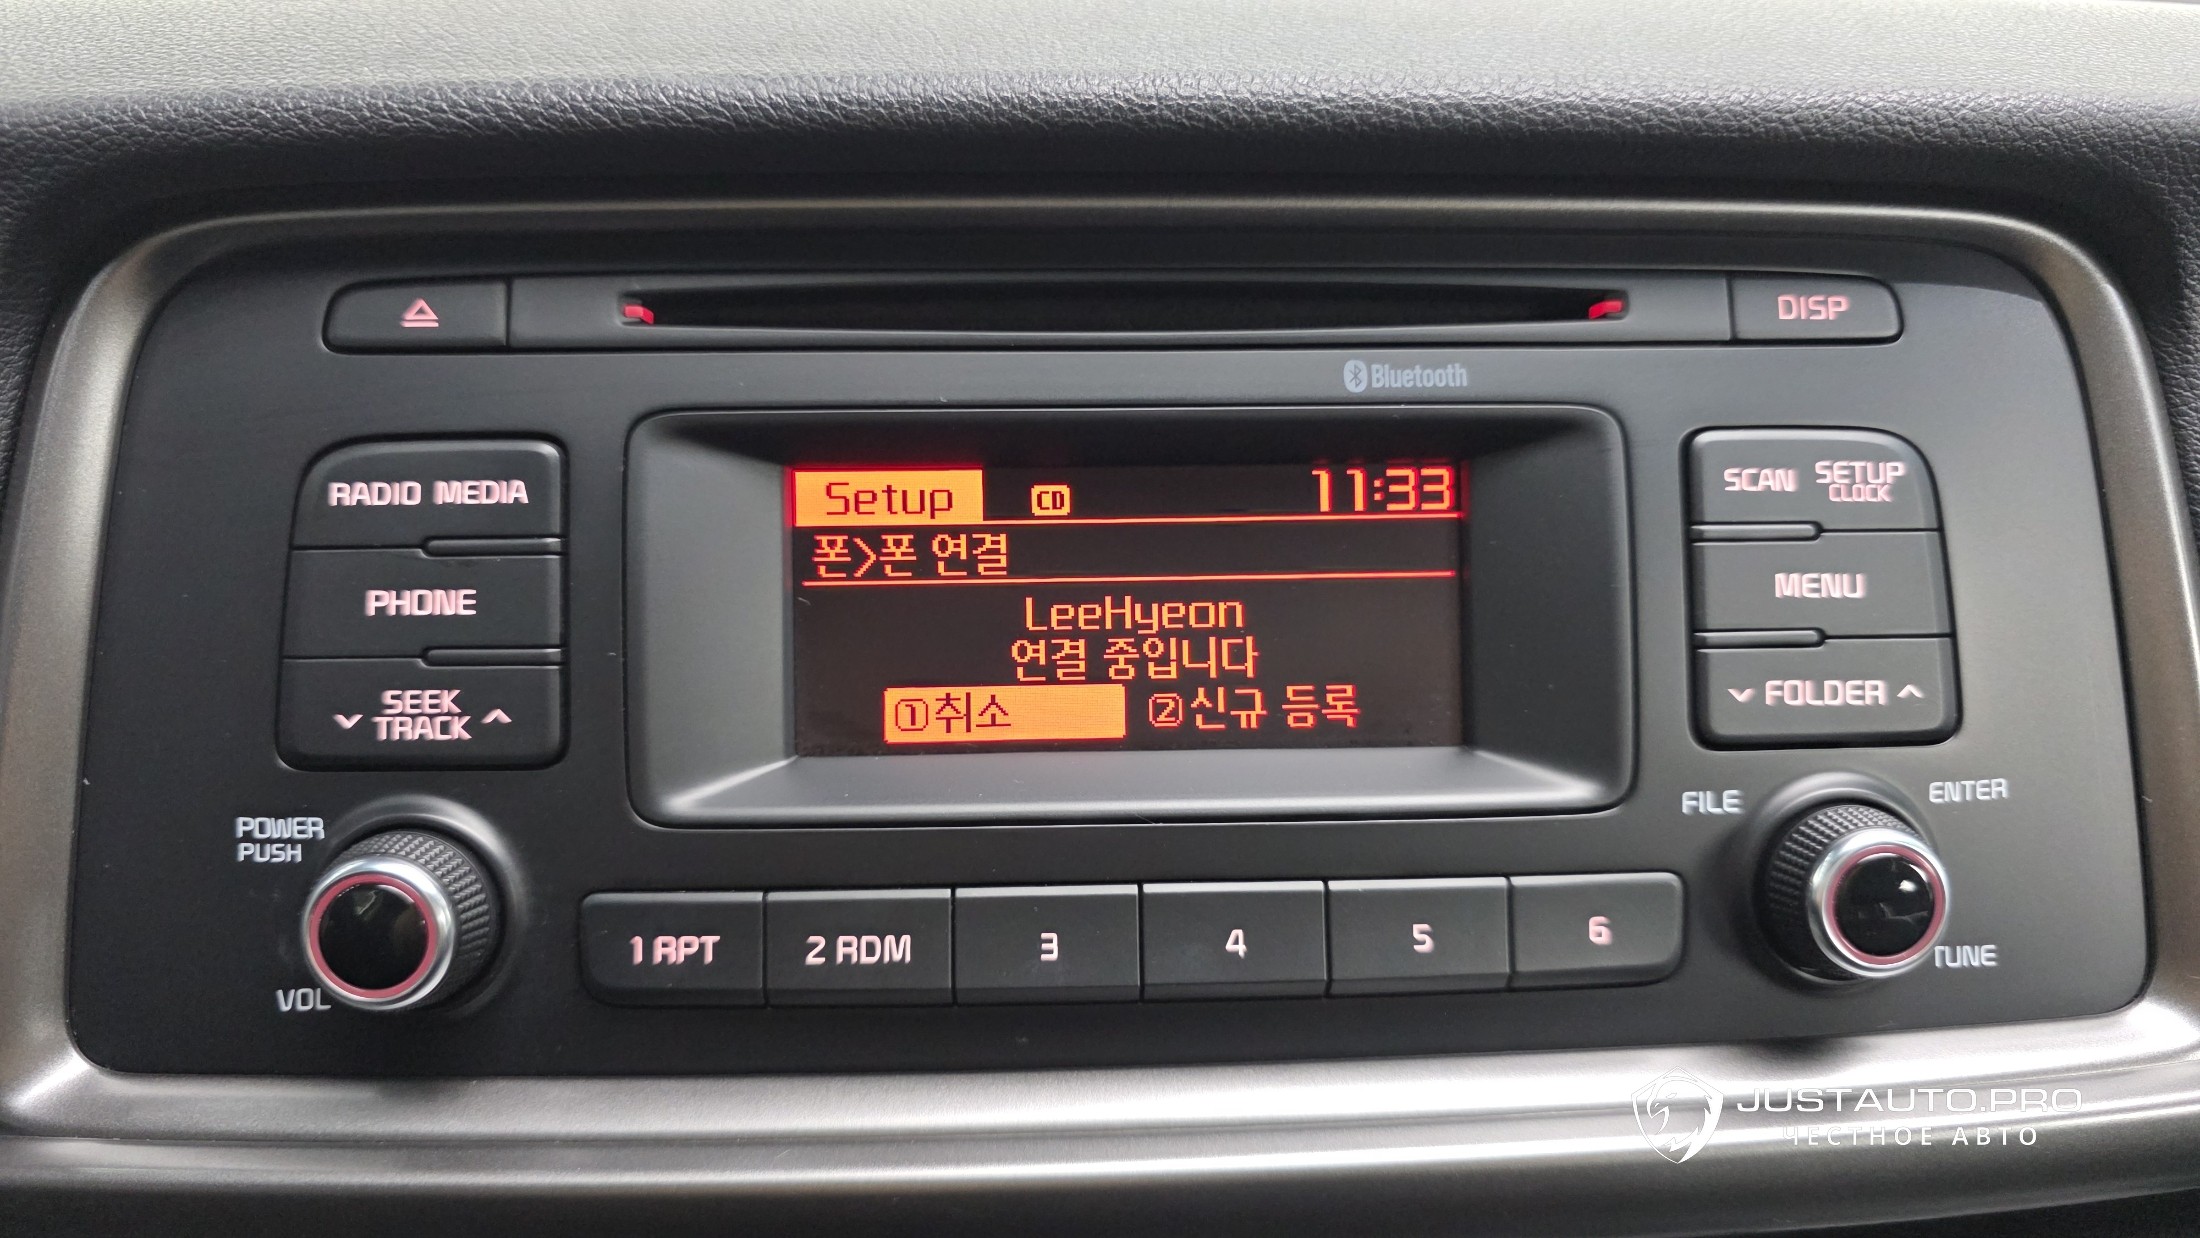 DISP
Bluetooth
RADIO MEDIA
PHONE
SEEK
TRACK
Setup CD 11:33
폰>폰 연결
LeeHyeon
연결 중입니다
①취소 ②신규 등록
SCAN SETUP
CLOCK
MENU
FOLDER
POWER
PUSH
VOL
FILE
ENTER
TUNE
1 RPT 2 RDM 3 4 5 6
JUSTAUTO.PRO
ЧЕСТНОЕ АВТО